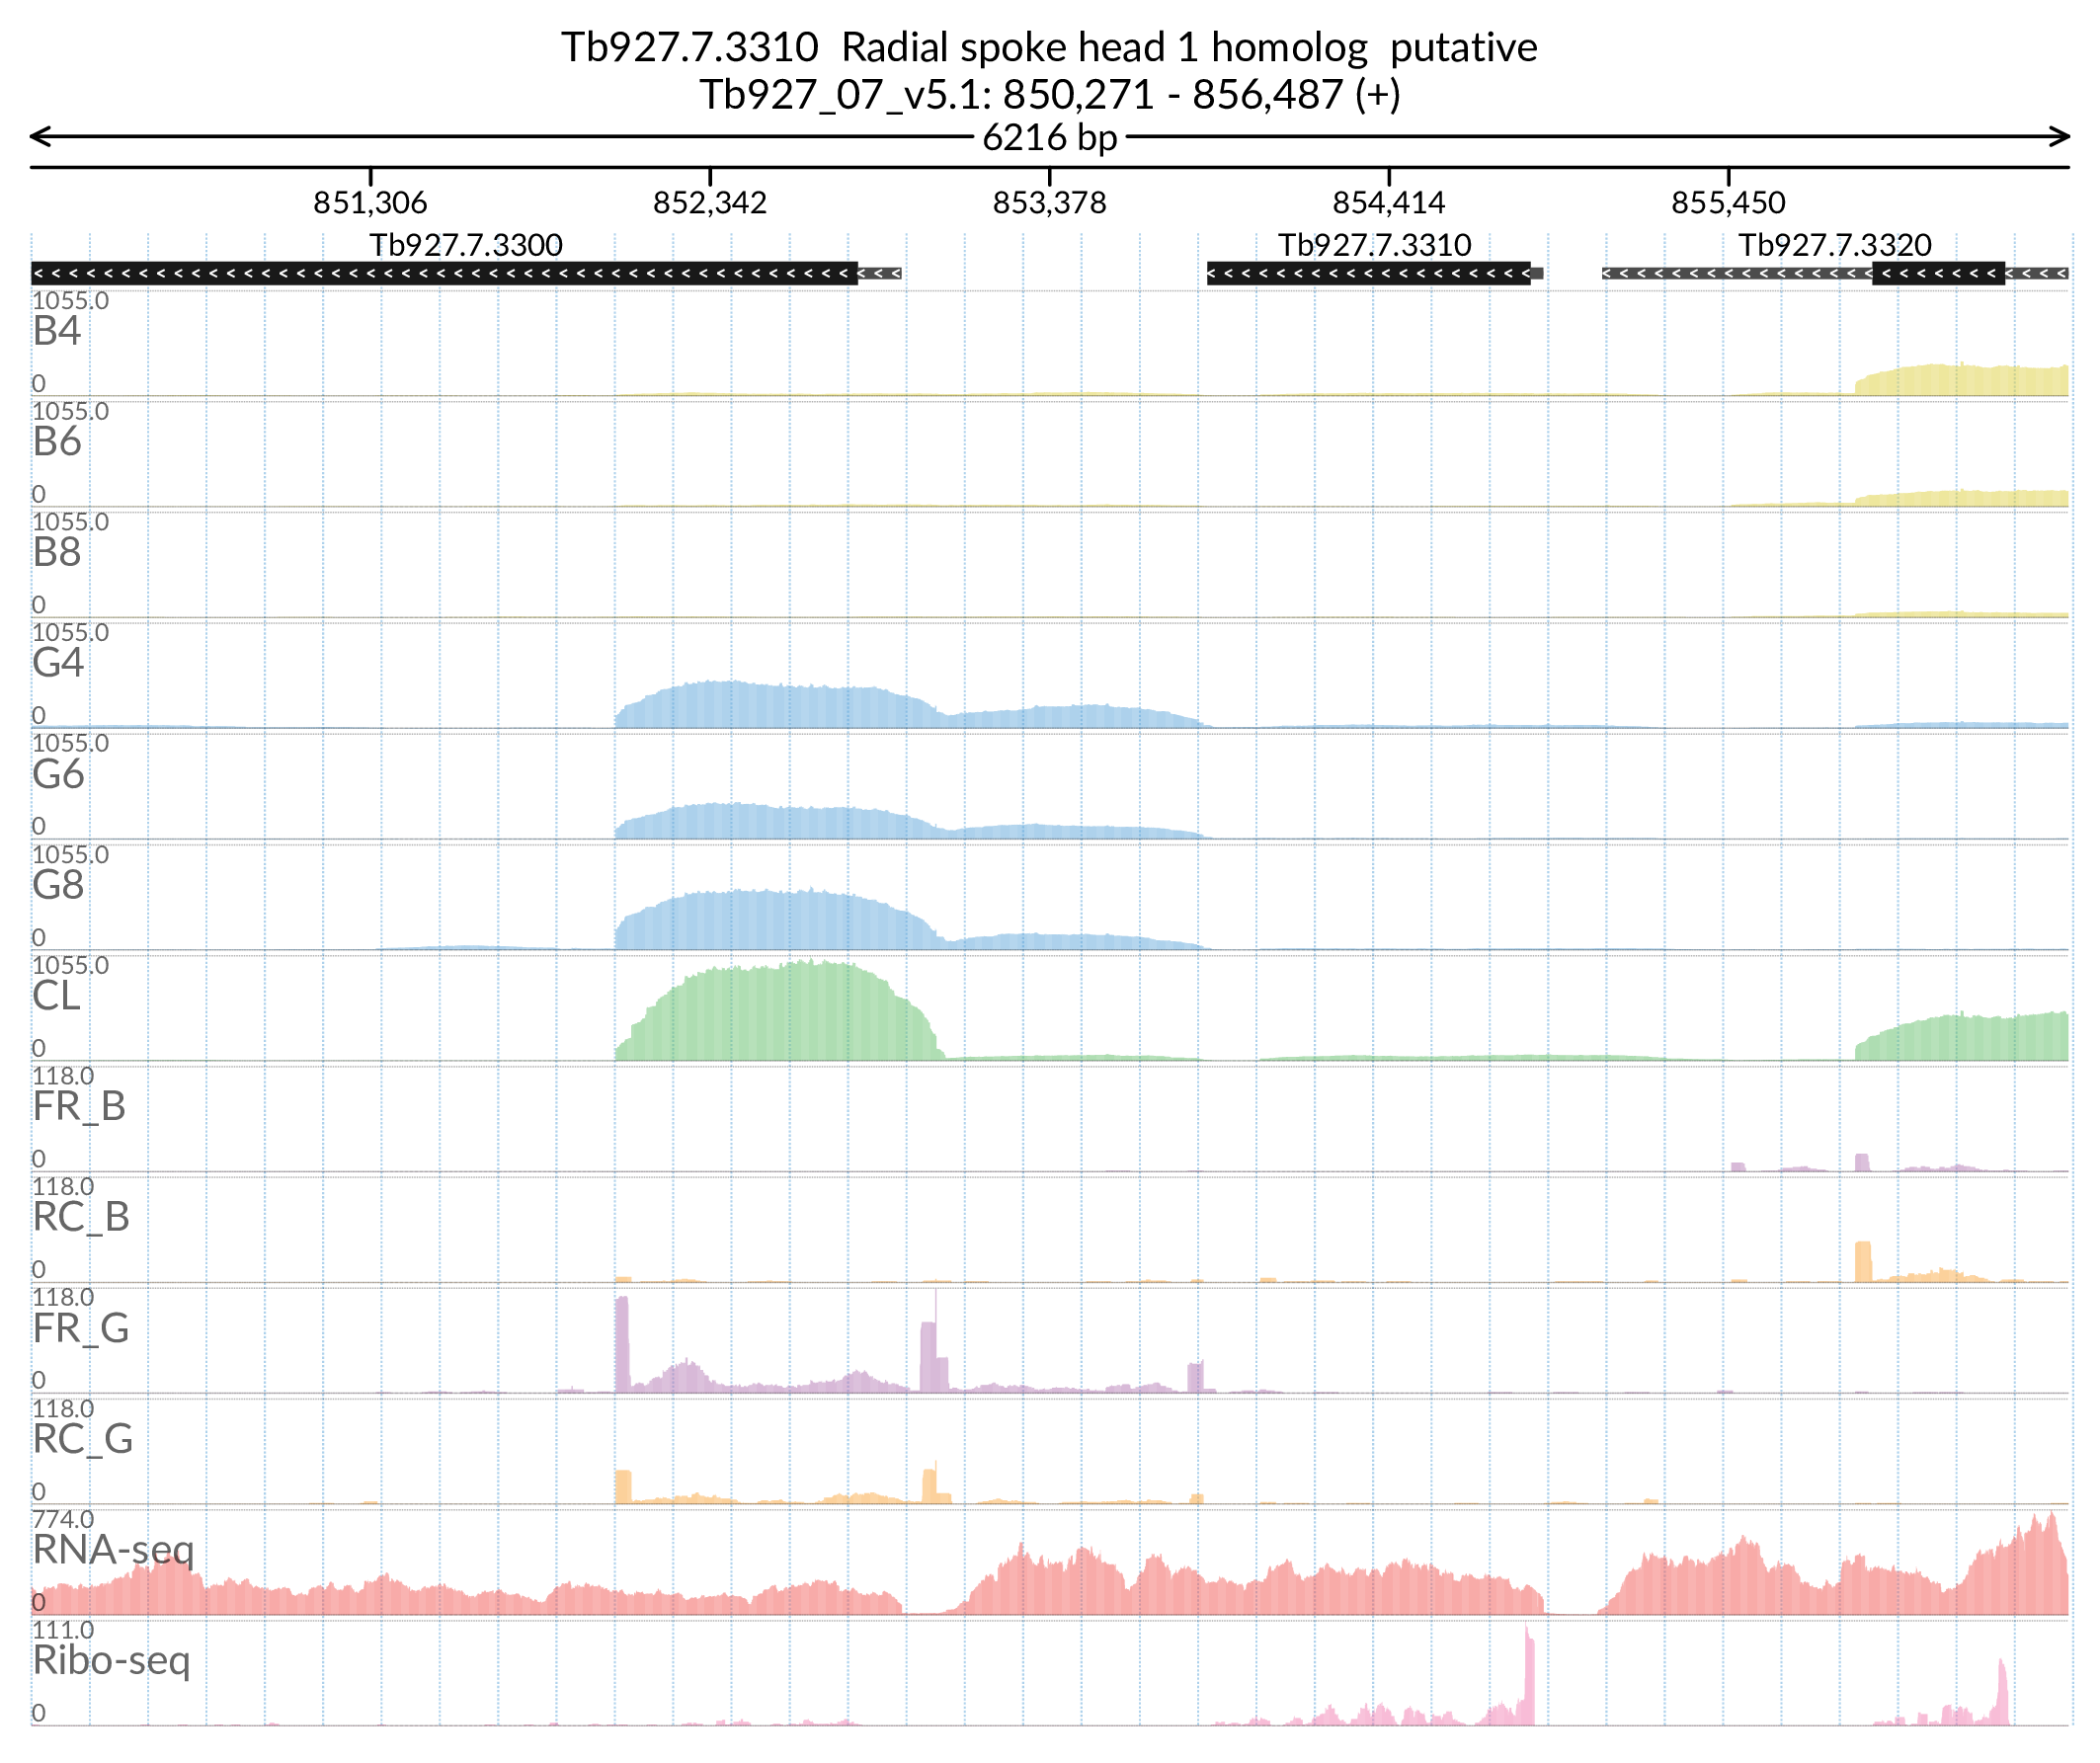 Tb927.7.3310  Radial spoke head 1 homolog  putative
Tb927_07_v5.1: 850,271 - 856,487 (+)
6216 bp
851,306 852,342 853,378 854,414 855,450
Tb927.7.3300 Tb927.7.3310 Tb927.7.3320
1055.0
B4
0
1055.0
B6
0
1055.0
B8
0
1055.0
G4
0
1055.0
G6
0
1055.0
G8
0
1055.0
CL
0
118.0
FR_B
0
118.0
RC_B
0
118.0
FR_G
0
118.0
RC_G
0
774.0
RNA-seq
0
111.0
Ribo-seq
0